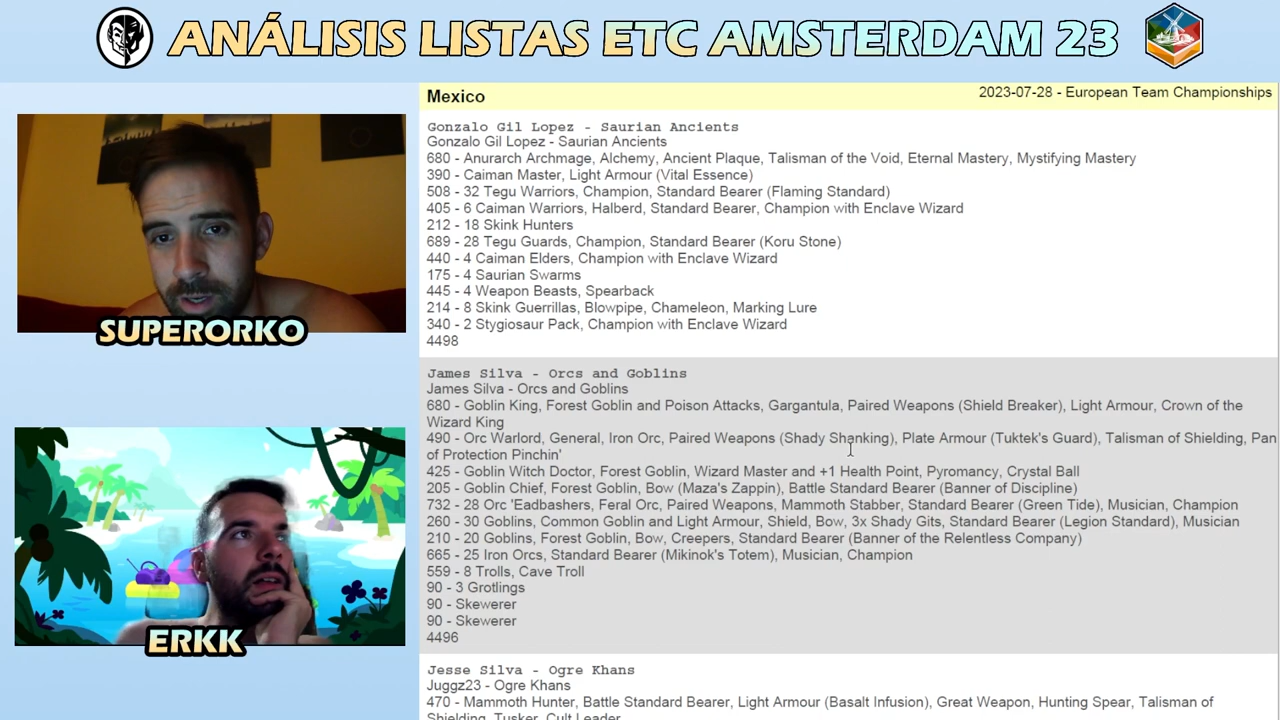 ANÁLISIS LISTAS ETC AMSTERDAM 23
Mexico
2023-07-28 - European Team Championships
Gonzalo Gil Lopez - Saurian Ancients
Gonzalo Gil Lopez - Saurian Ancients
680 - Anurarch Archmage, Alchemy, Ancient Plaque, Talisman of the Void, Eternal Mastery, Mystifying Mastery
390 - Caiman Master, Light Armour (Vital Essence)
508 - 32 Tegu Warriors, Champion, Standard Bearer (Flaming Standard)
405 - 6 Caiman Warriors, Halberd, Standard Bearer, Champion with Enclave Wizard
212 - 18 Skink Hunters
689 - 28 Tegu Guards, Champion, Standard Bearer (Koru Stone)
440 - 4 Caiman Elders, Champion with Enclave Wizard
175 - 4 Saurian Swarms
445 - 4 Weapon Beasts, Spearback
214 - 8 Skink Guerrillas, Blowpipe, Chameleon, Marking Lure
340 - 2 Stygiosaur Pack, Champion with Enclave Wizard
4498
James Silva - Orcs and Goblins
James Silva - Orcs and Goblins
680 - Goblin King, Forest Goblin and Poison Attacks, Gargantula, Paired Weapons (Shield Breaker), Light Armour, Crown of the
Wizard King
490 - Orc Warlord, General, Iron Orc, Paired Weapons (Shady Shanking), Plate Armour (Tuktek's Guard), Talisman of Shielding, Pan
of Protection Pinchin'
425 - Goblin Witch Doctor, Forest Goblin, Wizard Master and +1 Health Point, Pyromancy, Crystal Ball
205 - Goblin Chief, Forest Goblin, Bow (Maza's Zappin), Battle Standard Bearer (Banner of Discipline)
732 - 28 Orc 'Eadbashers, Feral Orc, Paired Weapons, Mammoth Stabber, Standard Bearer (Green Tide), Musician, Champion
260 - 30 Goblins, Common Goblin and Light Armour, Shield, Bow, 3x Shady Gits, Standard Bearer (Legion Standard), Musician
210 - 20 Goblins, Forest Goblin, Bow, Creepers, Standard Bearer (Banner of the Relentless Company)
665 - 25 Iron Orcs, Standard Bearer (Mikinok's Totem), Musician, Champion
559 - 8 Trolls, Cave Troll
90 - 3 Grotlings
90 - Skewerer
90 - Skewerer
4496
Jesse Silva - Ogre Khans
Juggz23 - Ogre Khans
470 - Mammoth Hunter, Battle Standard Bearer, Light Armour (Basalt Infusion), Great Weapon, Hunting Spear, Talisman of
Shielding, Tusker, Cult Leader
SUPERORKO
ERKK